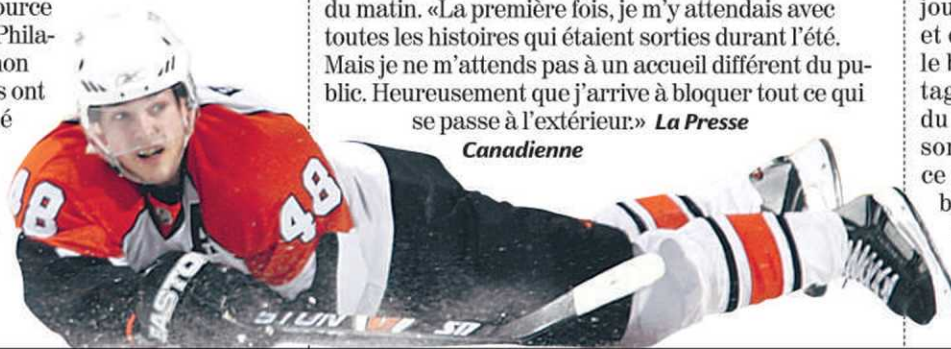 ource
Phila-
on
s ont
é
du matin. «La première fois, je m’y attendais avec
toutes les histoires qui étaient sorties durant l’été.
Mais je ne m’attends pas à un accueil différent du pu-
blic. Heureusement que j’arrive à bloquer tout ce qui
se passe à l’extérieur.» La Presse
Canadienne
jou
et
le
tag
du
son
ce
b
48
48
EASTO